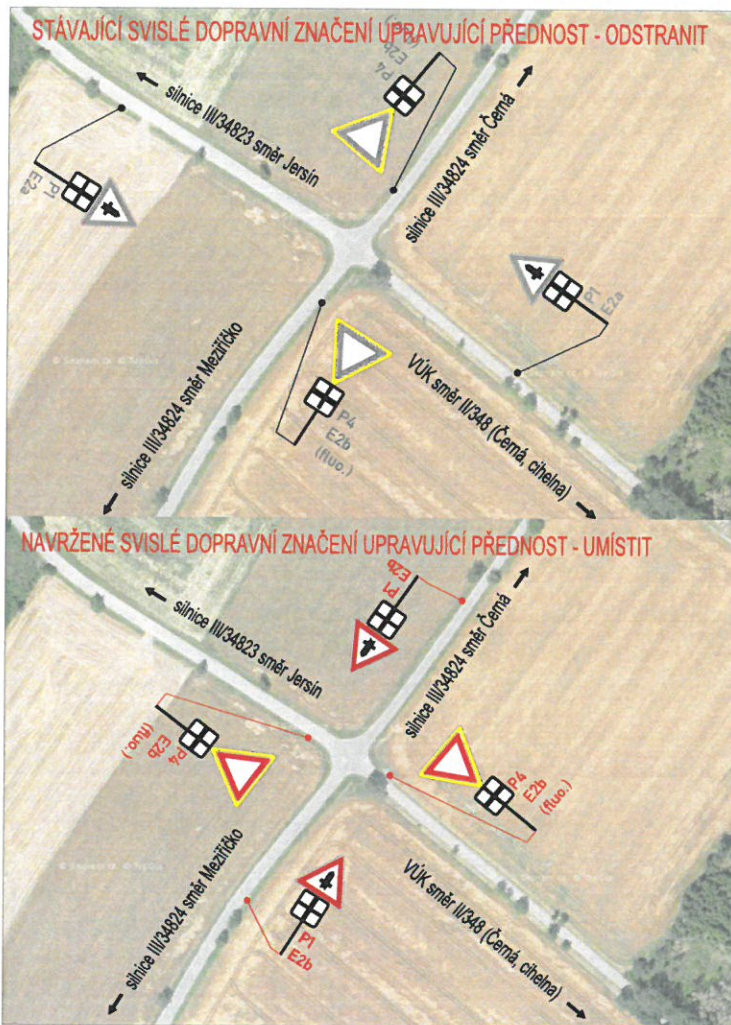 STÁVAJÍCÍ SVISLÉ DOPRAVNÍ ZNAČENÍ UPRAVUJÍCÍ PŘEDNOST - ODSTRANIT
P4
E2b
silnice III/34823 směr Jersín
silnice III/34824 směr Černá
P1
E2a
P1
E2a
silnice III/34824 směr Meziříčko
P4
E2b
(fluo.)
VÚK směr II/348 (Černá, cihelna)
NAVRŽENÉ SVISLÉ DOPRAVNÍ ZNAČENÍ UPRAVUJÍCÍ PŘEDNOST - UMÍSTIT
P1
E2b
silnice III/34823 směr Jersín
silnice III/34824 směr Černá
P4
E2b
(fluo.)
P4
E2b
(fluo.)
silnice III/34824 směr Meziříčko
P1
E2b
VÚK směr II/348 (Černá, cihelna)